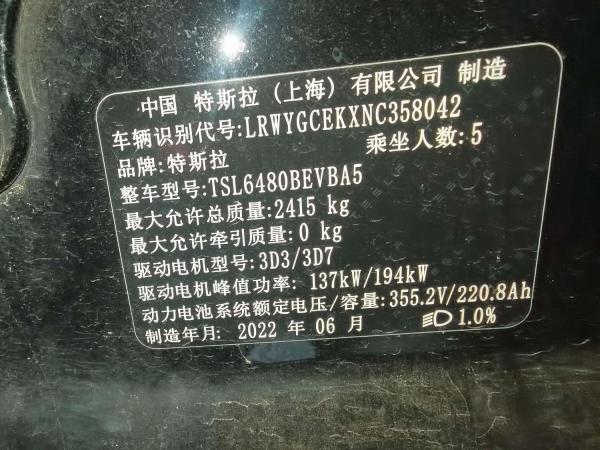 中国 特斯拉（上海）有限公司 制造
车辆识别代号:LRWYGCEKXNC358042
品牌:特斯拉 乘坐人数:5
整车型号:TSL6480BEVBA5
最大允许总质量:2415 kg
最大允许牵引质量:0 kg
驱动电机型号:3D3/3D7
驱动电机峰值功率: 137kW/194kW
动力电池系统额定电压/容量:355.2V/220.8Ah
制造年月: 2022 年 06 月 1.0%